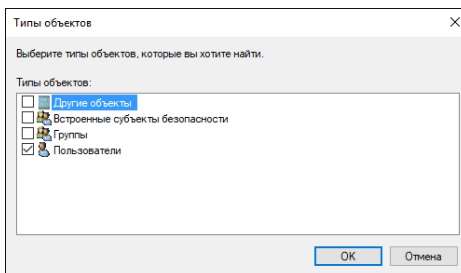 Типы объектов
Выберите типы объектов, которые вы хотите найти.
Типы объектов:
Другие объекты
Встроенные субъекты безопасности
Группы
Пользователи
OK
Отмена